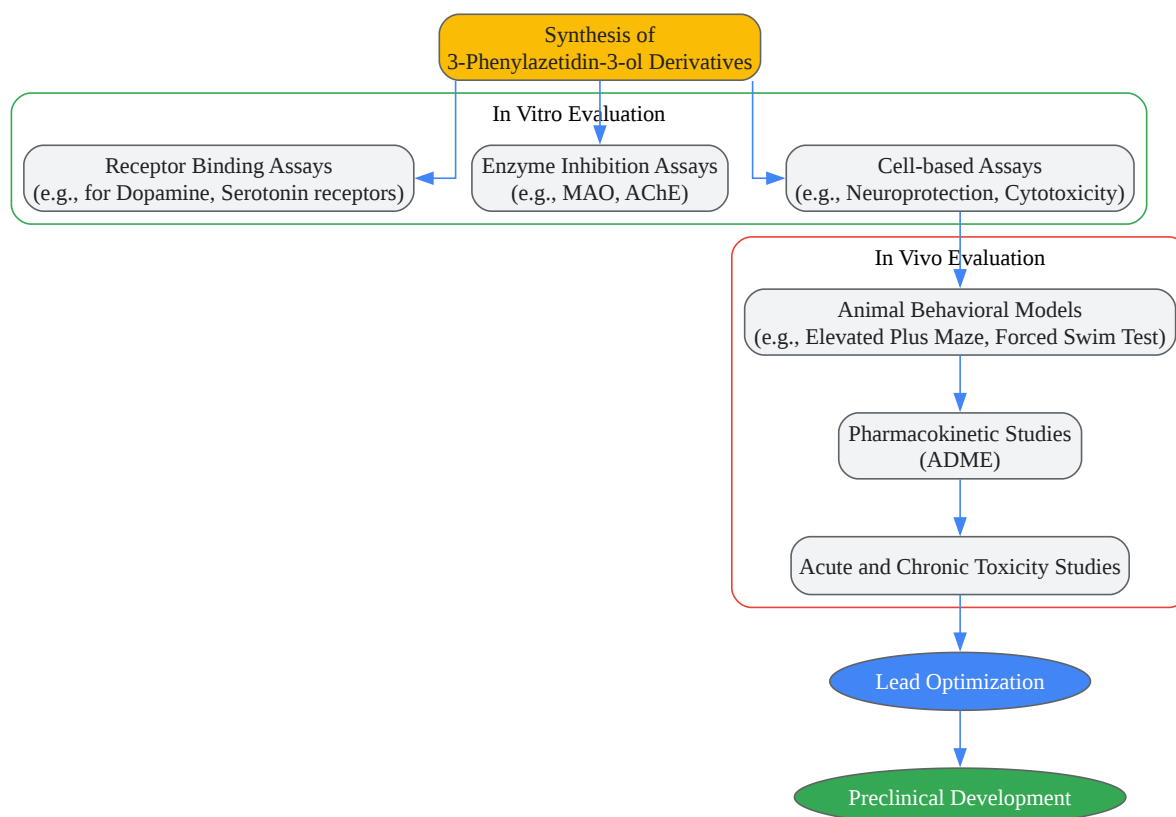 Synthesis of
3-Phenylazetidin-3-ol Derivatives
In Vitro Evaluation
Receptor Binding Assays
(e.g., for Dopamine, Serotonin receptors)
Enzyme Inhibition Assays
(e.g., MAO, AChE)
Cell-based Assays
(e.g., Neuroprotection, Cytotoxicity)
In Vivo Evaluation
Animal Behavioral Models
(e.g., Elevated Plus Maze, Forced Swim Test)
Pharmacokinetic Studies
(ADME)
Acute and Chronic Toxicity Studies
Lead Optimization
Preclinical Development